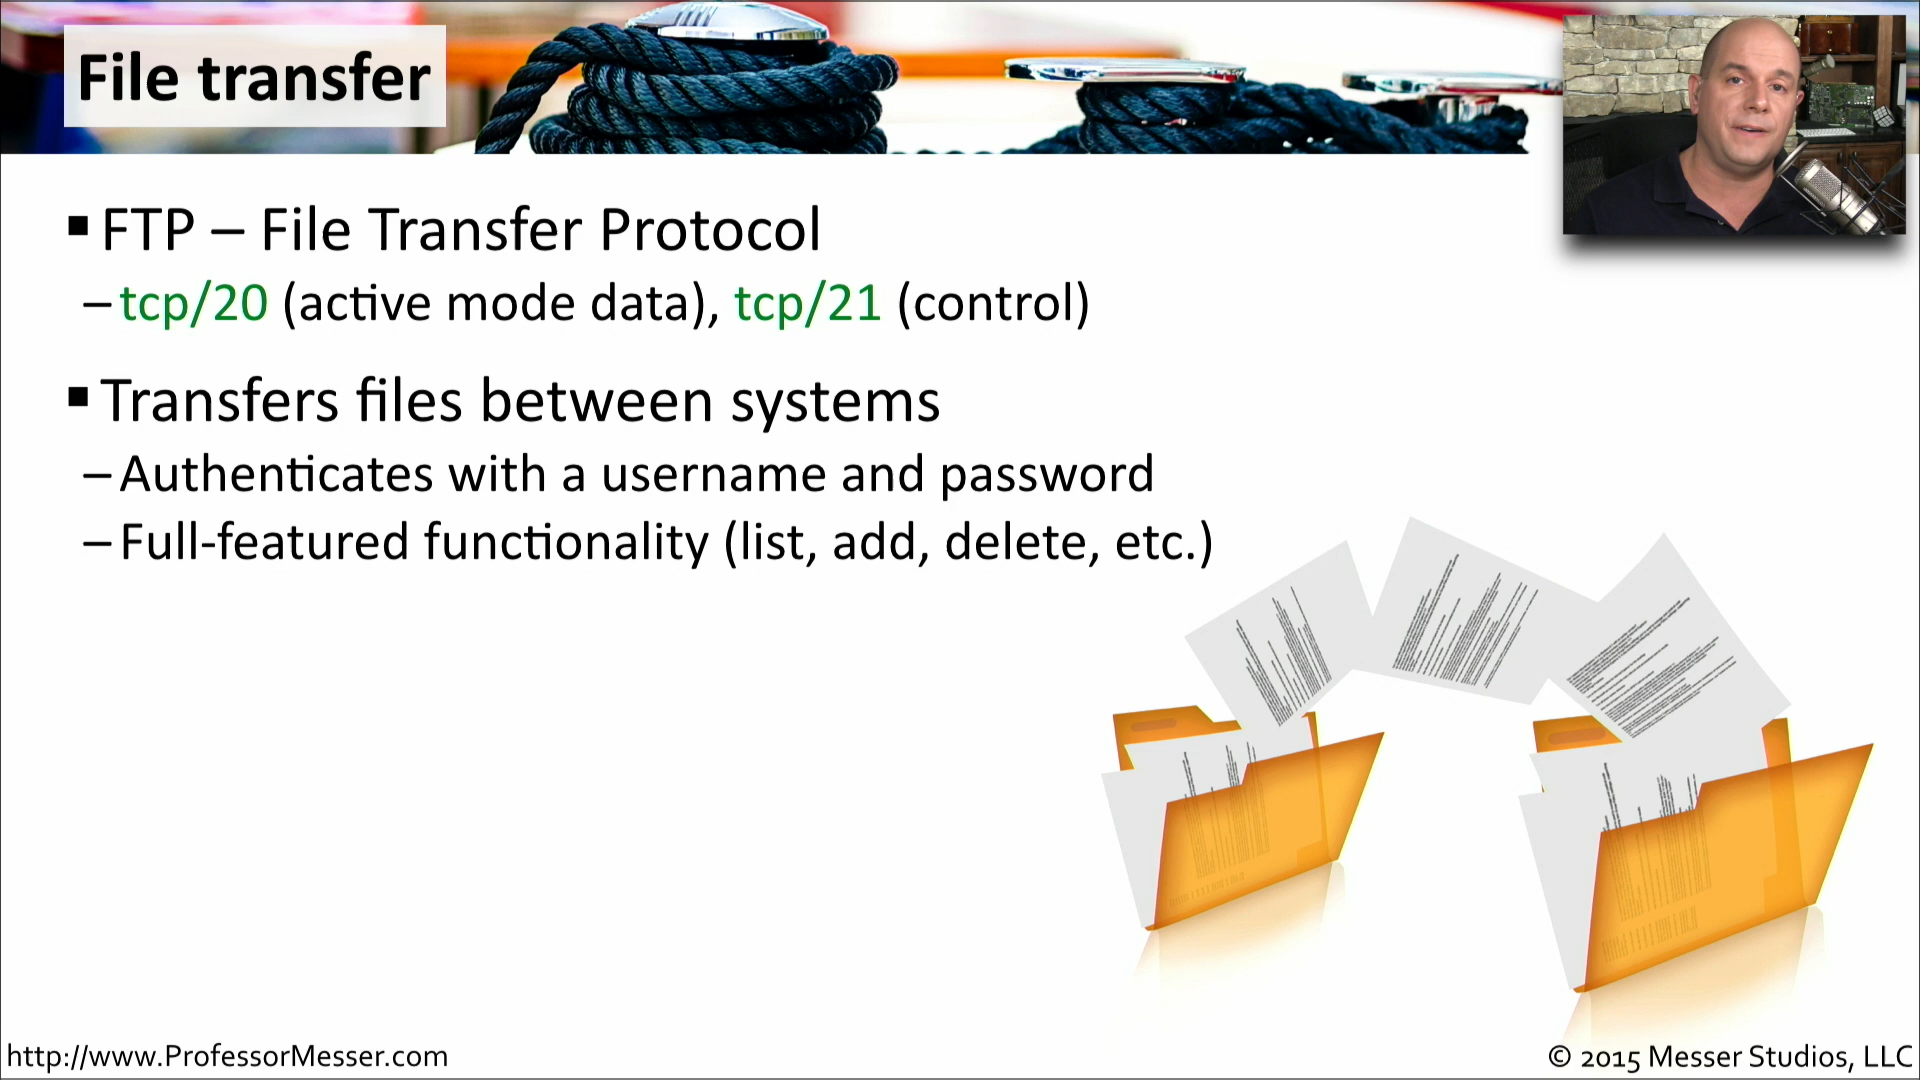 File transfer
▪ FTP – File Transfer Protocol
– tcp/20 (active mode data), tcp/21 (control)
▪ Transfers files between systems
– Authenticates with a username and password
– Full-featured functionality (list, add, delete, etc.)
http://www.ProfessorMesser.com
© 2015 Messer Studios, LLC